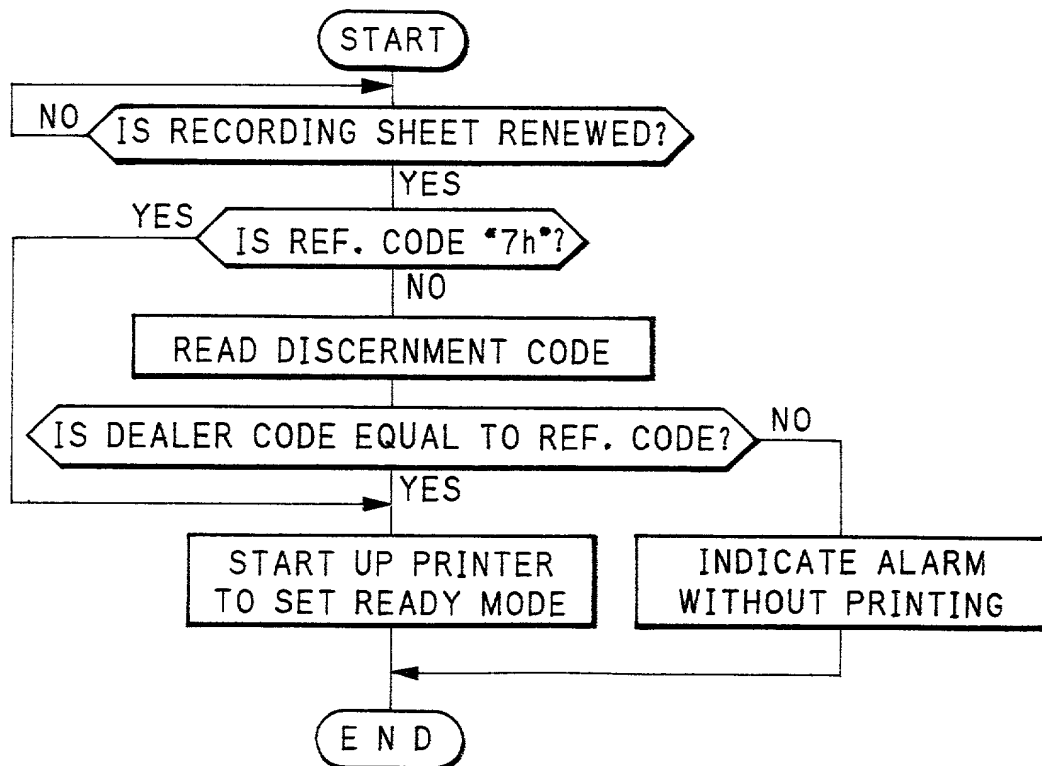 START
NO
IS RECORDING SHEET RENEWED?
YES
YES
IS REF. CODE "7h"?
NO
READ DISCERNMENT CODE
IS DEALER CODE EQUAL TO REF. CODE?
NO
YES
START UP PRINTER
TO SET READY MODE
INDICATE ALARM
WITHOUT PRINTING
END